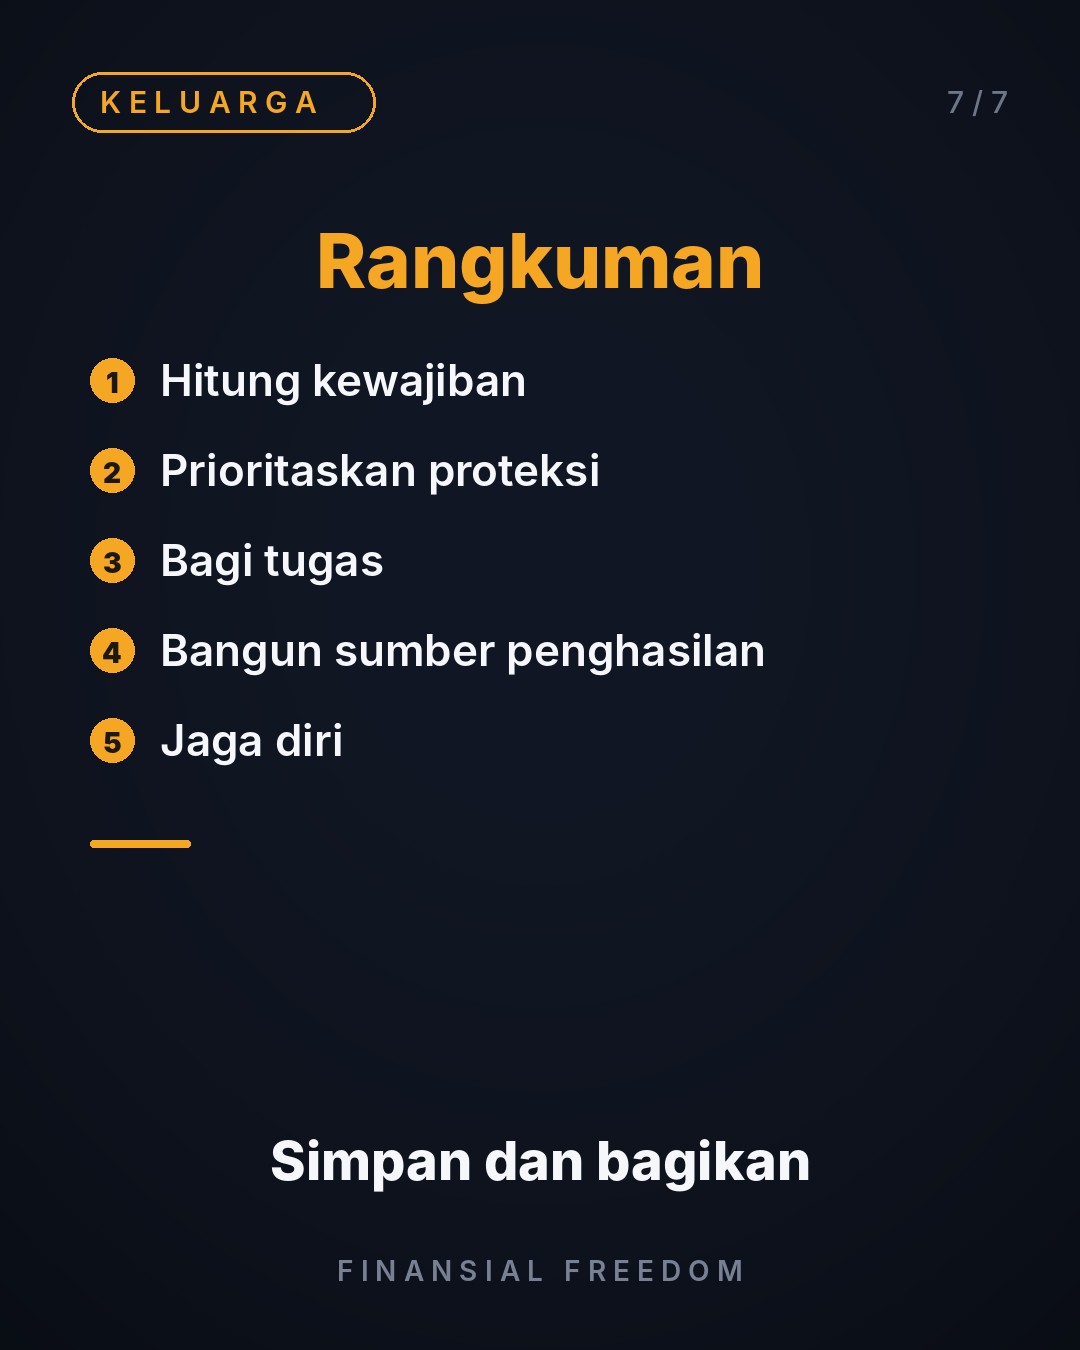 KELUARGA
7/7
Rangkuman
1 Hitung kewajiban
2 Prioritaskan proteksi
3 Bagi tugas
4 Bangun sumber penghasilan
5 Jaga diri
Simpan dan bagikan
FINANSIAL FREEDOM